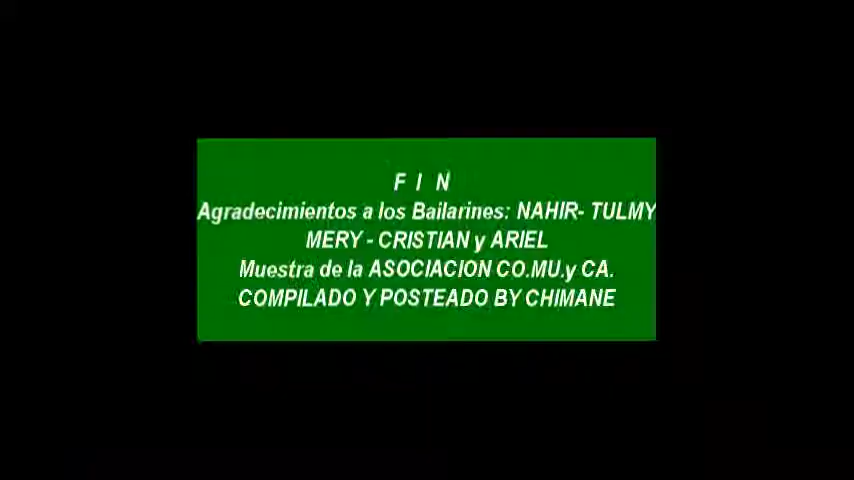 F I N
Agradecimientos a los Bailarines: NAHIR- TULMY
MERY - CRISTIAN y ARIEL
Muestra de la ASOCIACION CO.MU.y CA.
COMPILADO Y POSTEADO BY CHIMANE